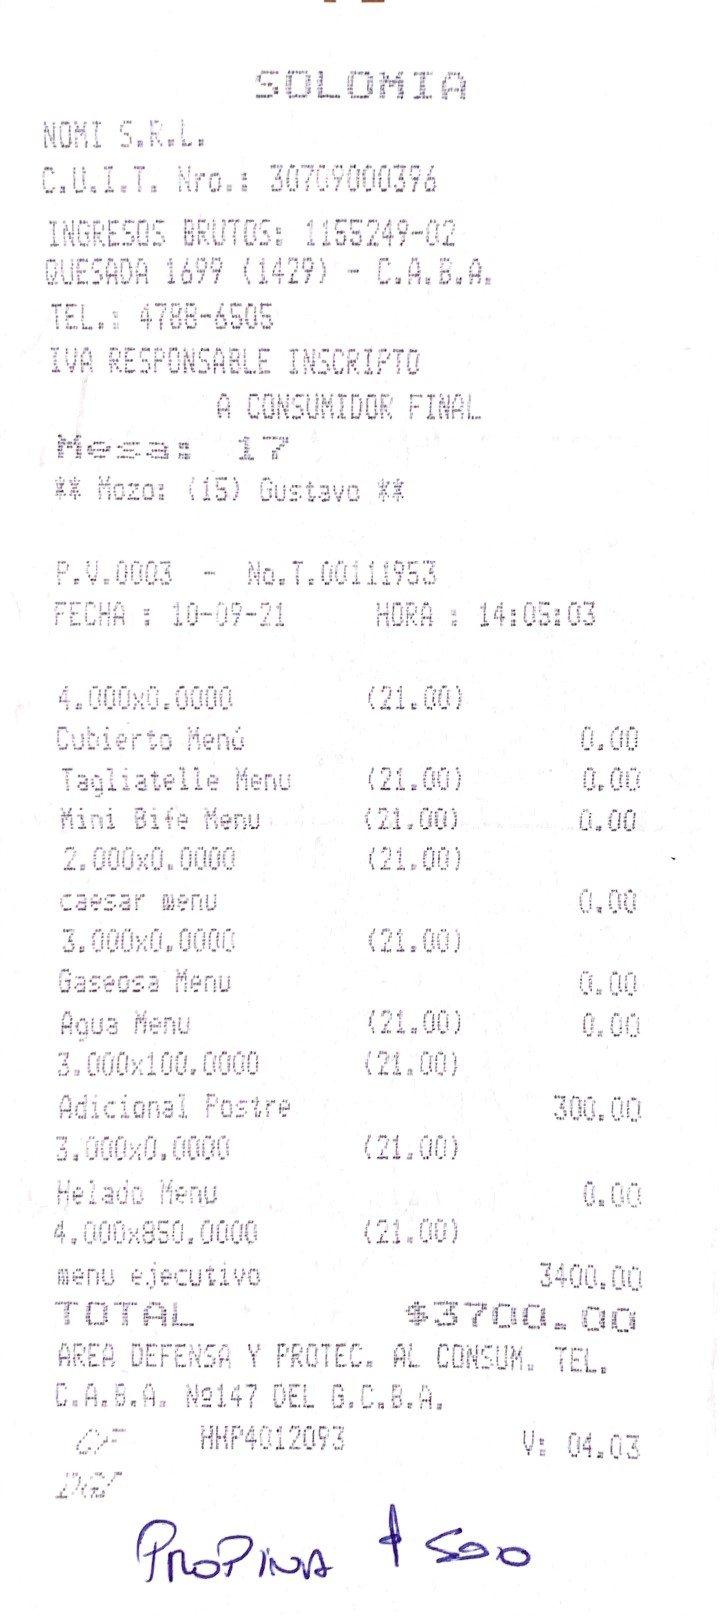 SOLOMIA
NOMI S.R.L.
C.U.I.T. Nro.: 30709000396
INGRESOS BRUTOS: 1155249-02
QUESADA 1699 (1429) - C.A.B.A.
TEL.: 4788-6505
IVA RESPONSABLE INSCRIPTO
A CONSUMIDOR FINAL
Mesa: 17
** Mozo: (15) Gustavo **
P.V.0003 - No.T.00111953
FECHA : 10-09-21 HORA : 14:05:03
4.000x0.0000 (21.00)
Cubierto Menú 0.00
Tagliatelle Menu (21.00) 0.00
Mini Bife Menu (21.00) 0.00
2.000x0.0000 (21.00)
caesar menu 0.00
3.000x0.0000 (21.00)
Gaseosa Menu 0.00
Agua Menu (21.00) 0.00
3.000x100.0000 (21.00)
Adicional Postre 300.00
3.000x0.0000 (21.00)
Helado Menu 0.00
4.000x850.0000 (21.00)
menu ejecutivo 3400.00
TOTAL $3700.00
AREA DEFENSA Y PROTEC. AL CONSUM. TEL.
C.A.B.A. Nº147 DEL G.C.B.A.
CF HHP4012093 V: 04.03
DGI
PROPINA $ 500